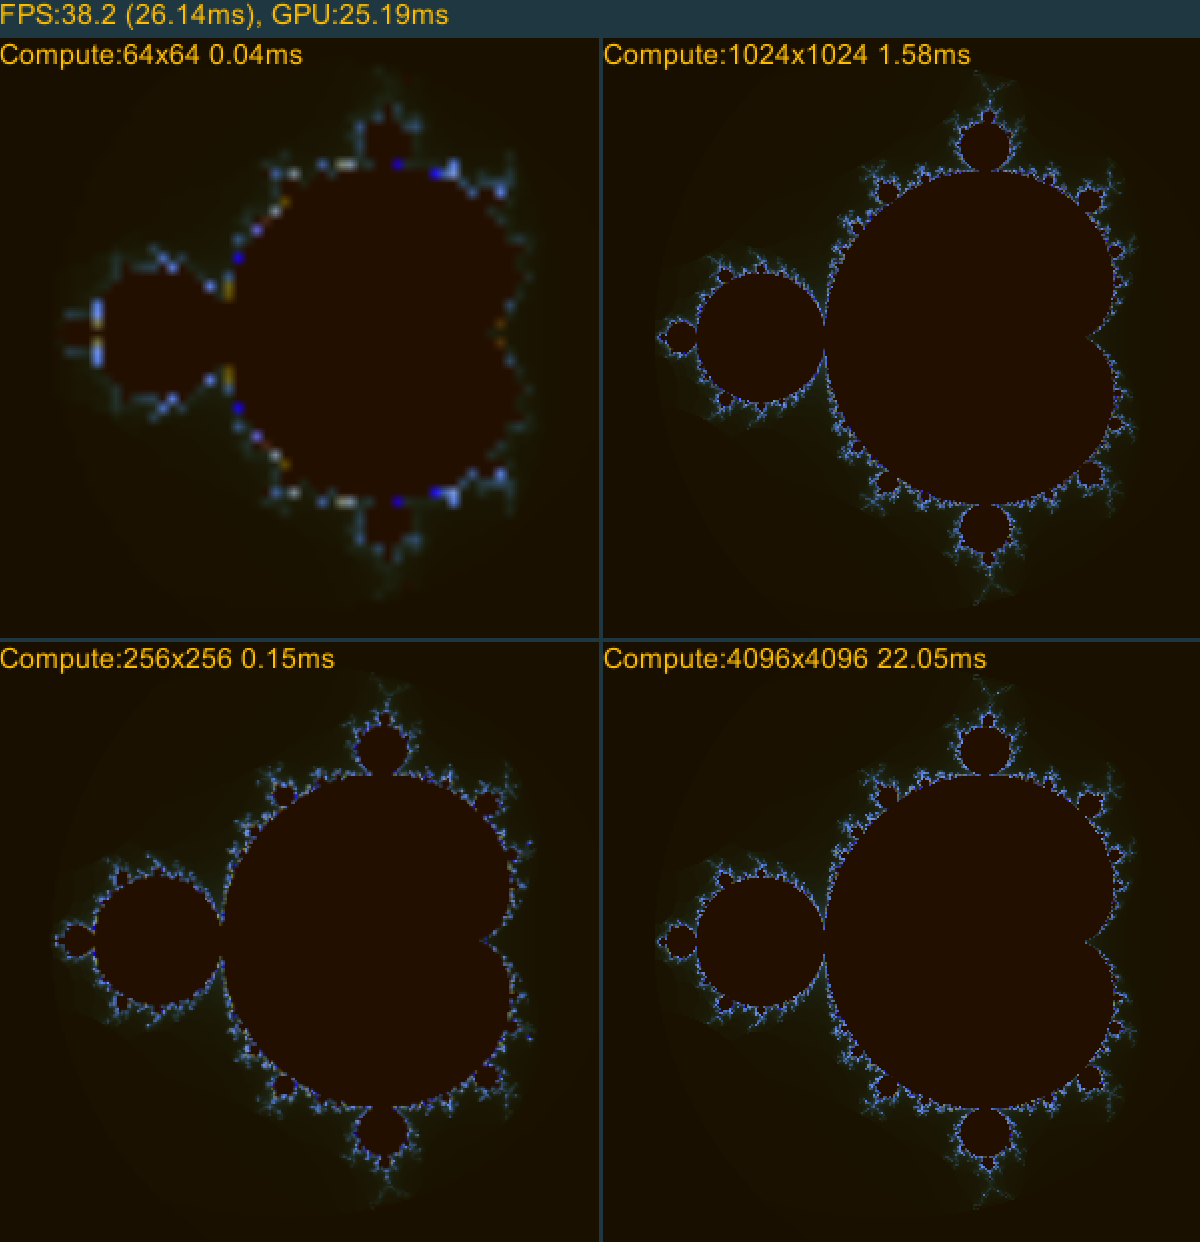 FPS:38.2 (26.14ms), GPU:25.19ms
Compute:64x64 0.04ms
Compute:1024x1024 1.58ms
Compute:256x256 0.15ms
Compute:4096x4096 22.05ms